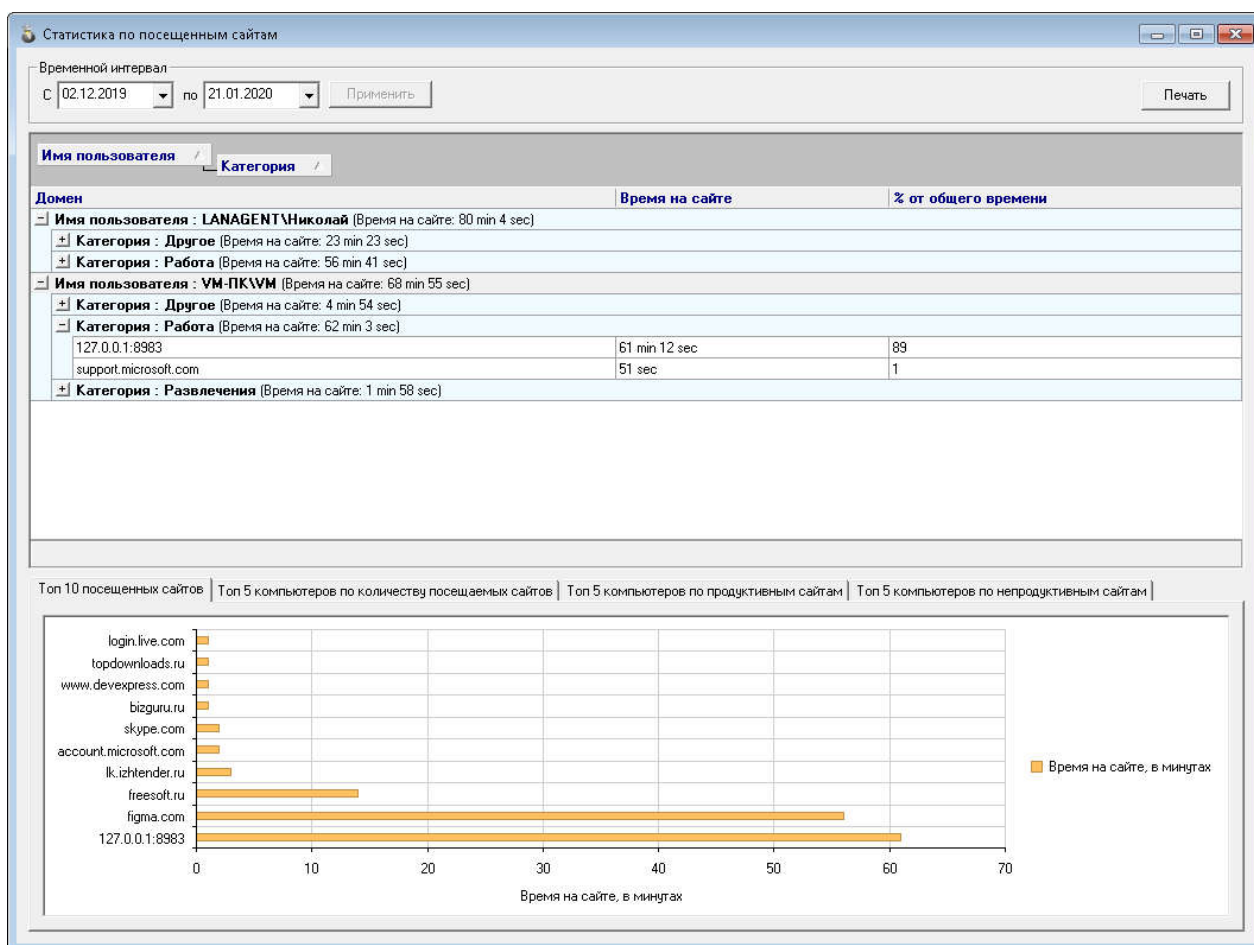 Статистика по посещенным сайтам
Временной интервал
С 02.12.2019 по 21.01.2020 Применить Печать
Имя пользователя
Категория
Домен Время на сайте % от общего времени
Имя пользователя : LANAGENT\Николай (Время на сайте: 80 min 4 sec)
Категория : Другое (Время на сайте: 23 min 23 sec)
Категория : Работа (Время на сайте: 56 min 41 sec)
Имя пользователя : VM-ПК\VM (Время на сайте: 68 min 55 sec)
Категория : Другое (Время на сайте: 4 min 54 sec)
Категория : Работа (Время на сайте: 62 min 3 sec)
127.0.0.1:8983 61 min 12 sec 89
support.microsoft.com 51 sec 1
Категория : Развлечения (Время на сайте: 1 min 58 sec)
Топ 10 посещенных сайтов Топ 5 компьютеров по количеству посещаемых сайтов Топ 5 компьютеров по продуктивным сайтам Топ 5 компьютеров по непродуктивным сайтам
login.live.com
topdownloads.ru
www.devexpress.com
bizguru.ru
skype.com
account.microsoft.com
lk.izhtender.ru
freesoft.ru
figma.com
127.0.0.1:8983
0 10 20 30 40 50 60 70
Время на сайте, в минутах
Время на сайте, в минутах